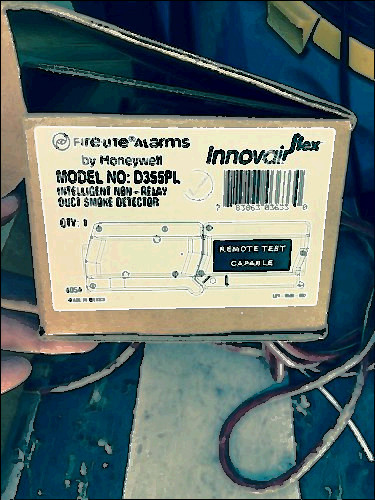 FIRE•LITE® ALARMS
by Honeywell
Innovairflex
MODEL NO: D355PL
INTELLIGENT NON-RELAY
DUCT SMOKE DETECTOR
QTY: 1
REMOTE TEST
CAPABLE